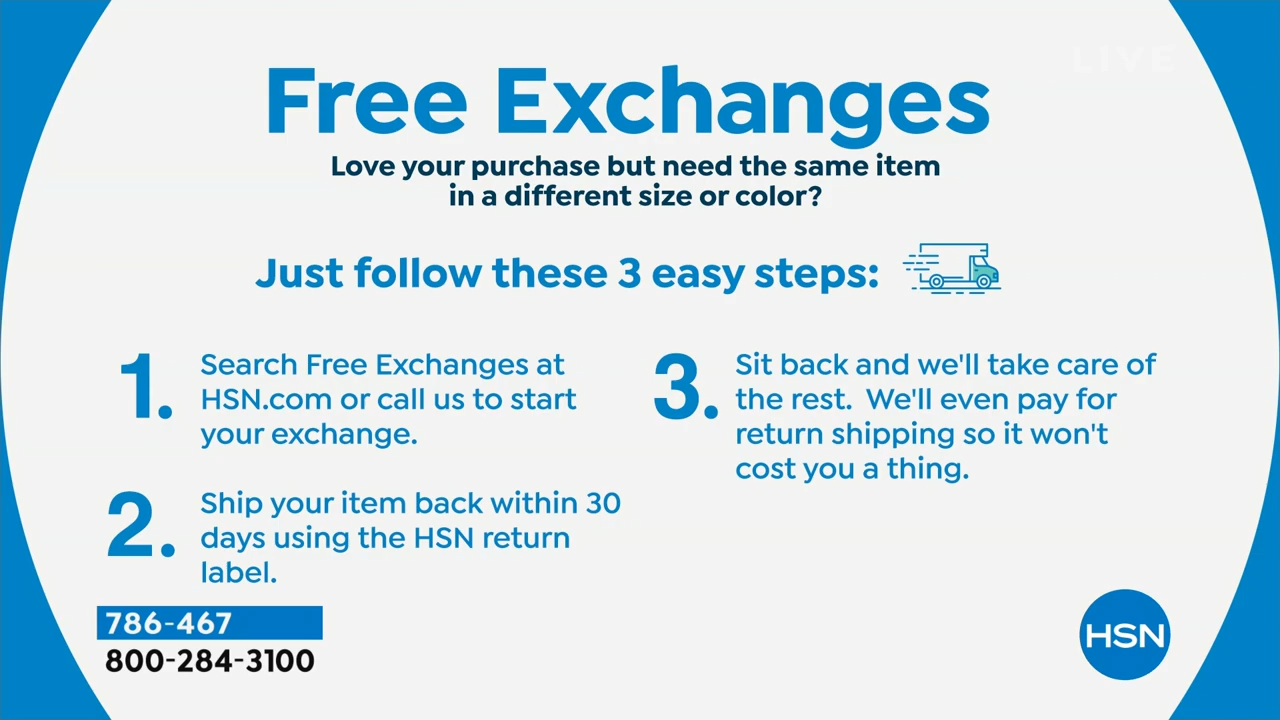 LIVE
Free Exchanges
Love your purchase but need the same item
in a different size or color?
Just follow these 3 easy steps:
1. Search Free Exchanges at
HSN.com or call us to start
your exchange.
2. Ship your item back within 30
days using the HSN return
label.
3. Sit back and we'll take care of
the rest. We'll even pay for
return shipping so it won't
cost you a thing.
786-467
800-284-3100
HSN